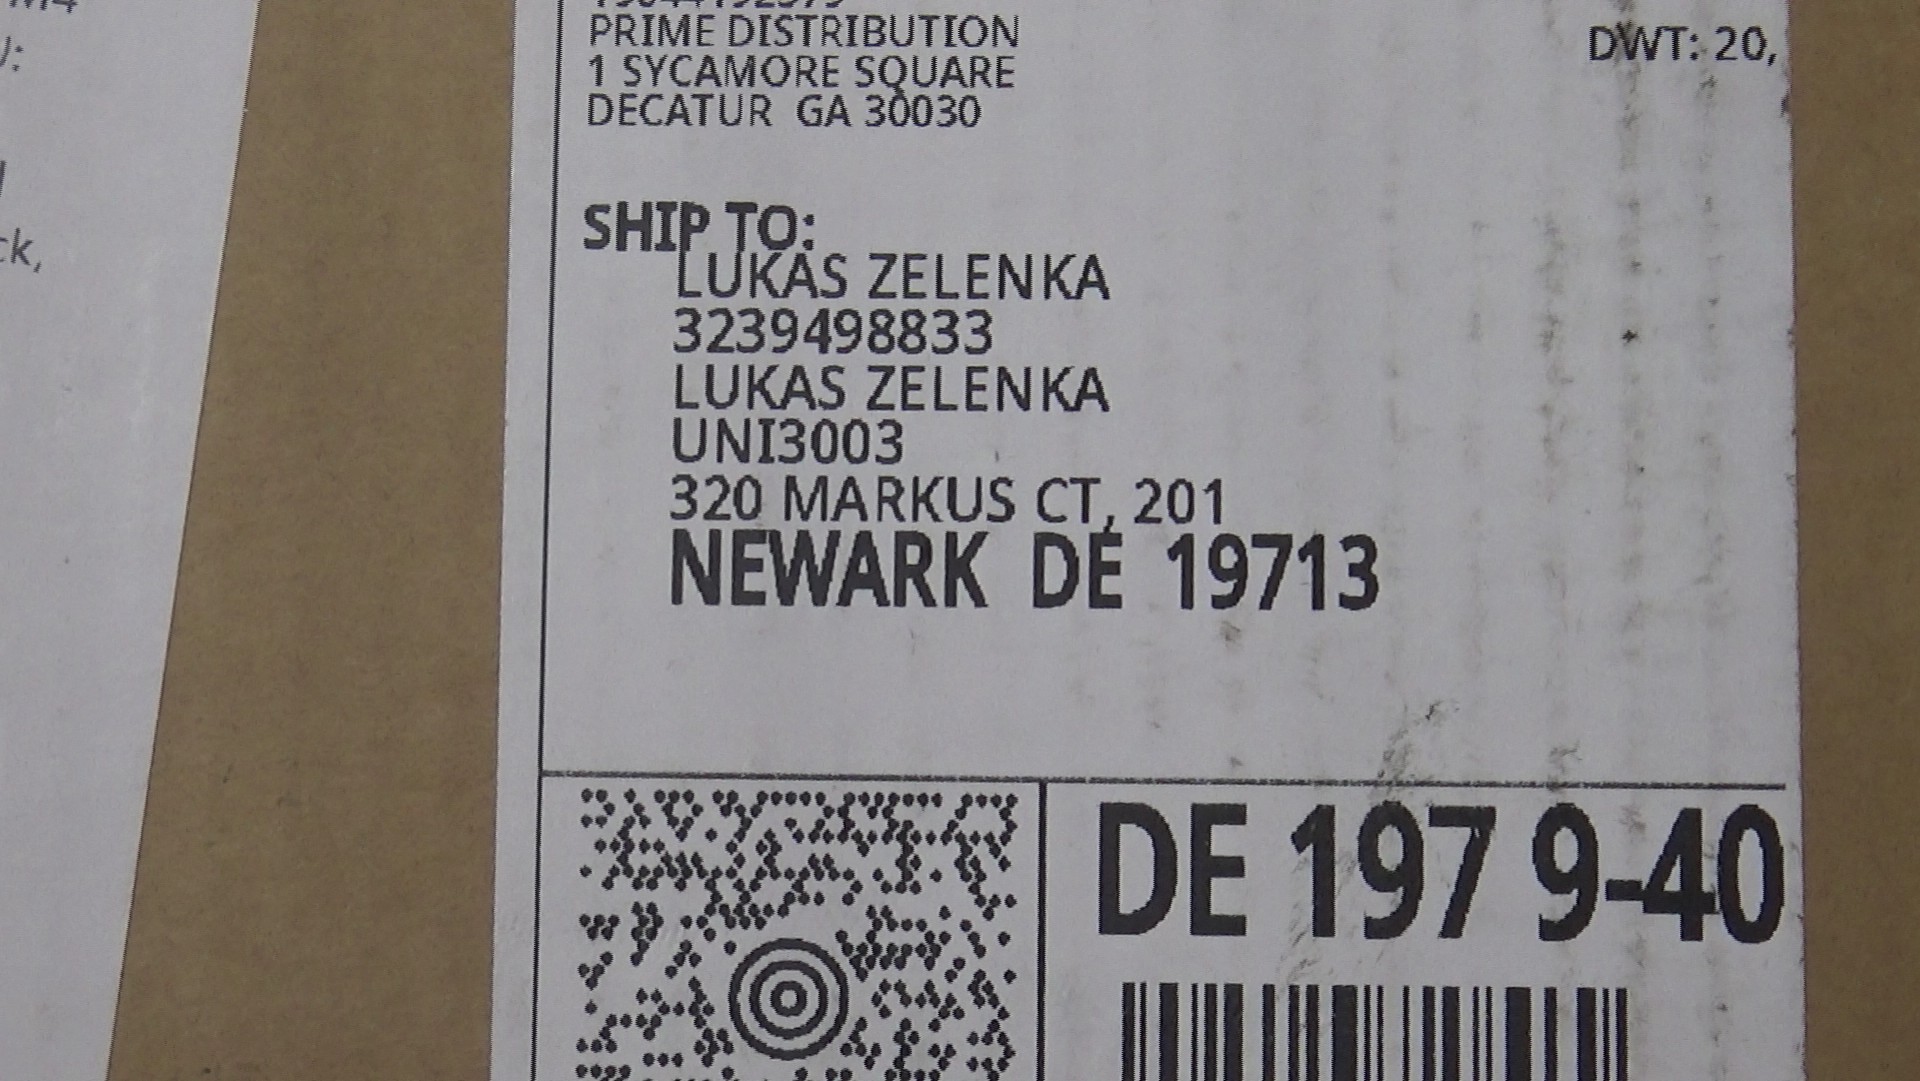 PRIME DISTRIBUTION
1 SYCAMORE SQUARE
DECATUR GA 30030
DWT: 20,
SHIP TO:
LUKAS ZELENKA
3239498833
LUKAS ZELENKA
UNI3003
320 MARKUS CT, 201
NEWARK DE 19713
DE 197 9-40
ck,